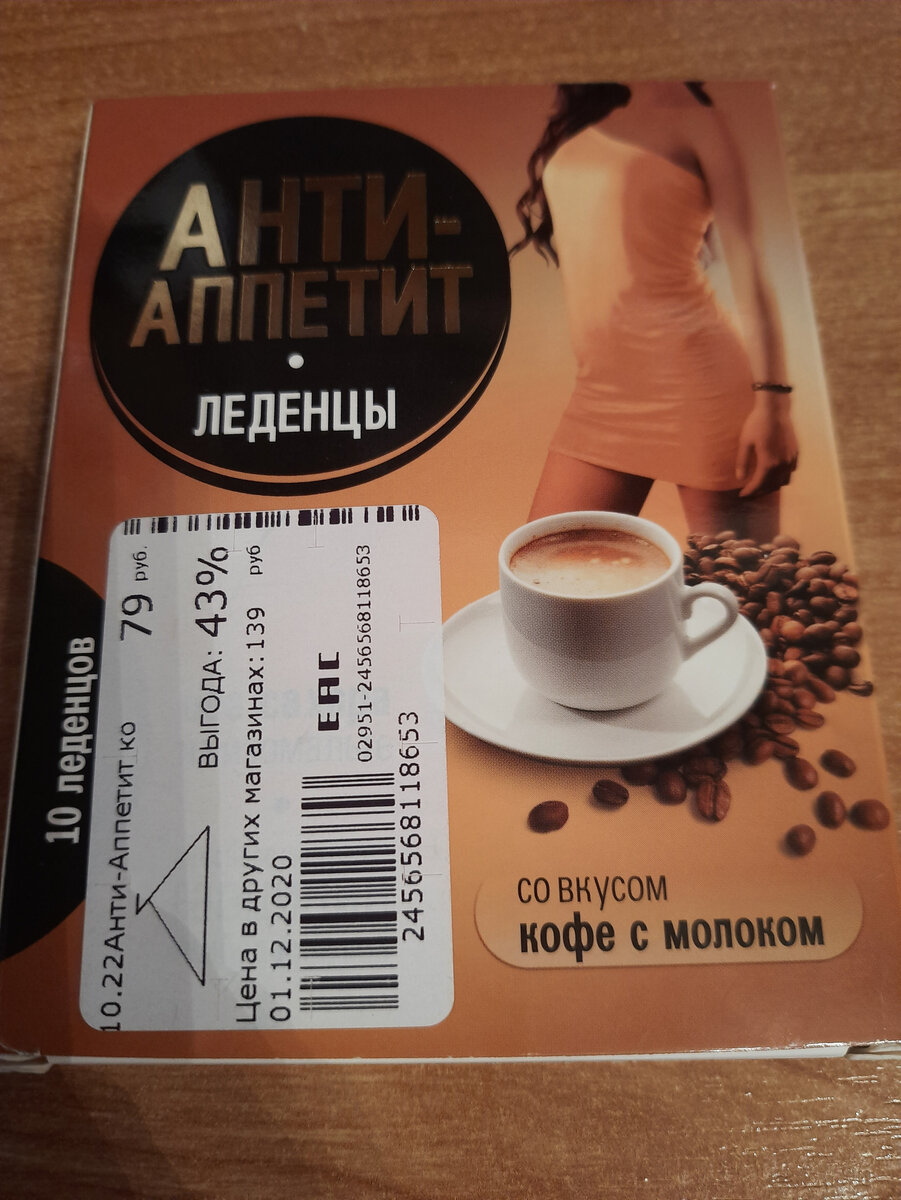 АНТИ-
АППЕТИТ
ЛЕДЕНЦЫ
10 леденцов
10.22Анти-Аппетит ко
79 руб.
ВЫГОДА: 43%
Цена в других магазинах: 139 руб
01.12.2020
ЕАС
02951-2456568118653
2456568118653
СО ВКУСОМ
кофе с молоком